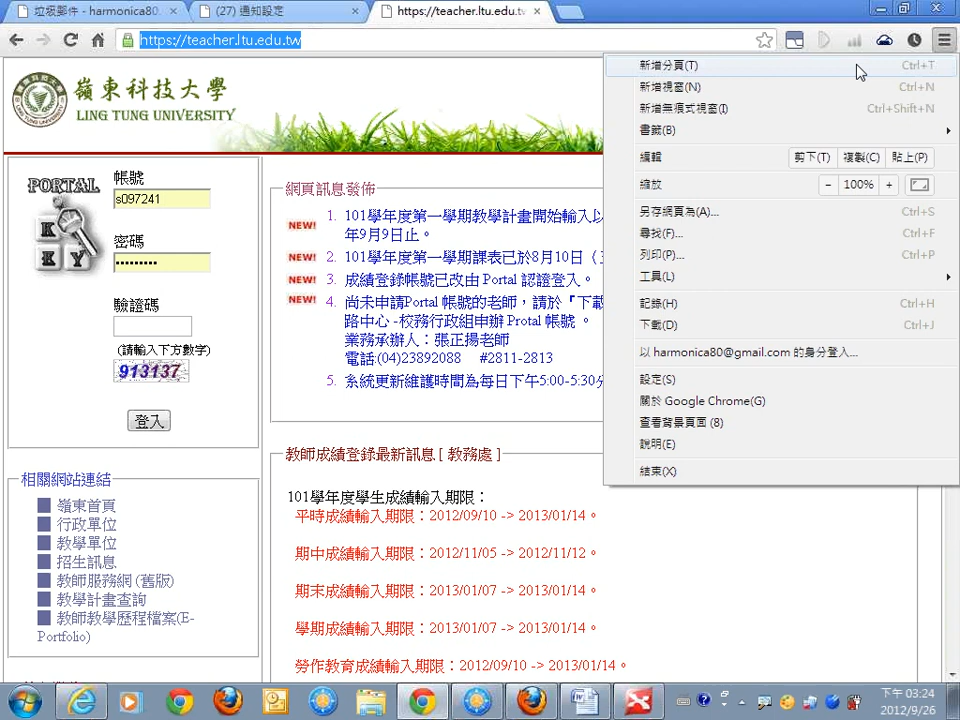 垃圾郵件 - harmonica80.
(27) 通知設定
https://teacher.ltu.edu.tw
https://teacher.ltu.edu.tw
嶺東科技大學
LING TUNG UNIVERSITY
PORTAL
KEY
帳號
s097241
密碼
•••••••••
驗證碼
(請輸入下方數字)
913137
登入
相關網站連結
嶺東首頁
行政單位
教學單位
招生訊息
教師服務網 (舊版)
教學計畫查詢
教師教學歷程檔案(E-
Portfolio)
網頁訊息發佈
NEW! 1. 101學年度第一學期教學計畫開始輸入以
年9月9日止。
NEW! 2. 101學年度第一學期課表已於8月10日
NEW! 3. 成績登錄帳號已改由 Portal 認證登入。
NEW! 4. 尚未申請Portal 帳號的老師，請於『下載
路中心 -校務行政組申辦 Protal 帳號 。
業務承辦人：張正揚老師
電話:(04)23892088 #2811-2813
5. 系統更新維護時間為每日下午5:00-5:30分
教師成績登錄最新訊息 [ 教務處 ]
101學年度學生成績輸入期限：
平時成績輸入期限：2012/09/10 -> 2013/01/14。
期中成績輸入期限：2012/11/05 -> 2012/11/12。
期末成績輸入期限：2013/01/07 -> 2013/01/14。
學期成績輸入期限：2013/01/07 -> 2013/01/14。
勞作教育成績輸入期限：2012/09/10 -> 2013/01/14。
新增分頁(T) Ctrl+T
新增視窗(N) Ctrl+N
新增無痕式視窗(I) Ctrl+Shift+N
書籤(B)
編輯 剪下(T) 複製(C) 貼上(P)
縮放 - 100% +
另存網頁為(A)... Ctrl+S
尋找(F)... Ctrl+F
列印(P)... Ctrl+P
工具(L)
記錄(H) Ctrl+H
下載(D) Ctrl+J
以 harmonica80@gmail.com 的身分登入...
設定(S)
關於 Google Chrome(G)
查看背景頁面 (8)
說明(E)
結束(X)
下午 03:24
2012/9/26